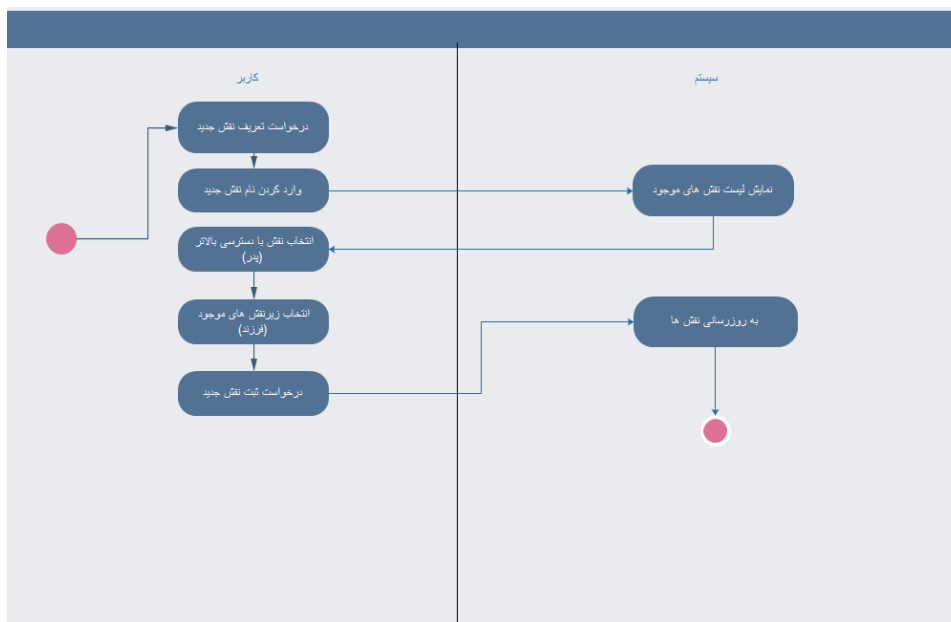 کاربر
سیستم
درخواست تعریف نقش جدید
وارد کردن نام نقش جدید
نمایش لیست نقش های موجود
انتخاب نقش با دسترسی بالاتر
(پدر)
انتخاب زیرنقش های موجود
(فرزند)
به روزرسانی نقش ها
درخواست ثبت نقش جدید